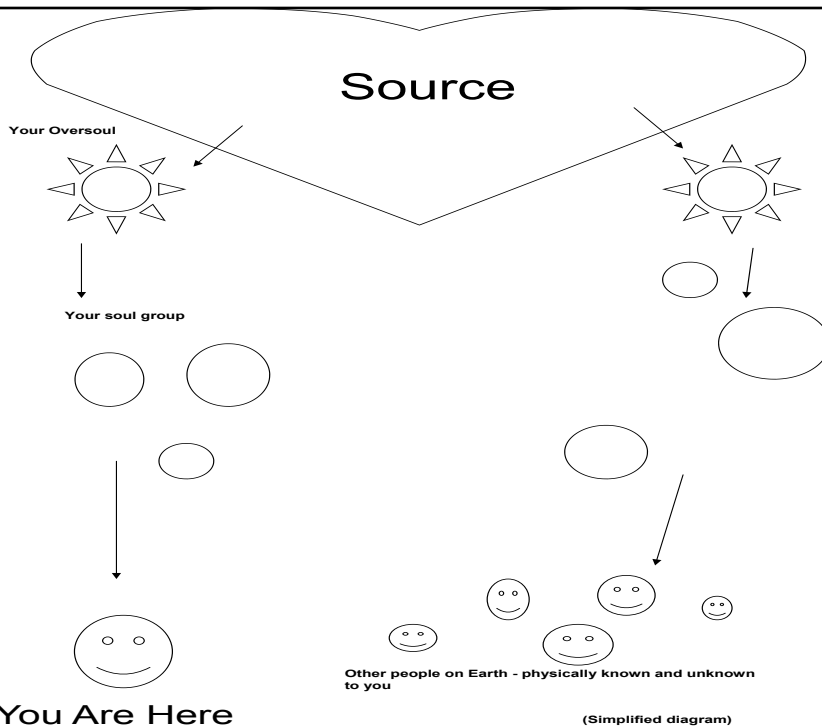 Source
Your Oversoul
Your soul group
Other people on Earth - physically known and unknown
to you
You Are Here
(Simplified diagram)